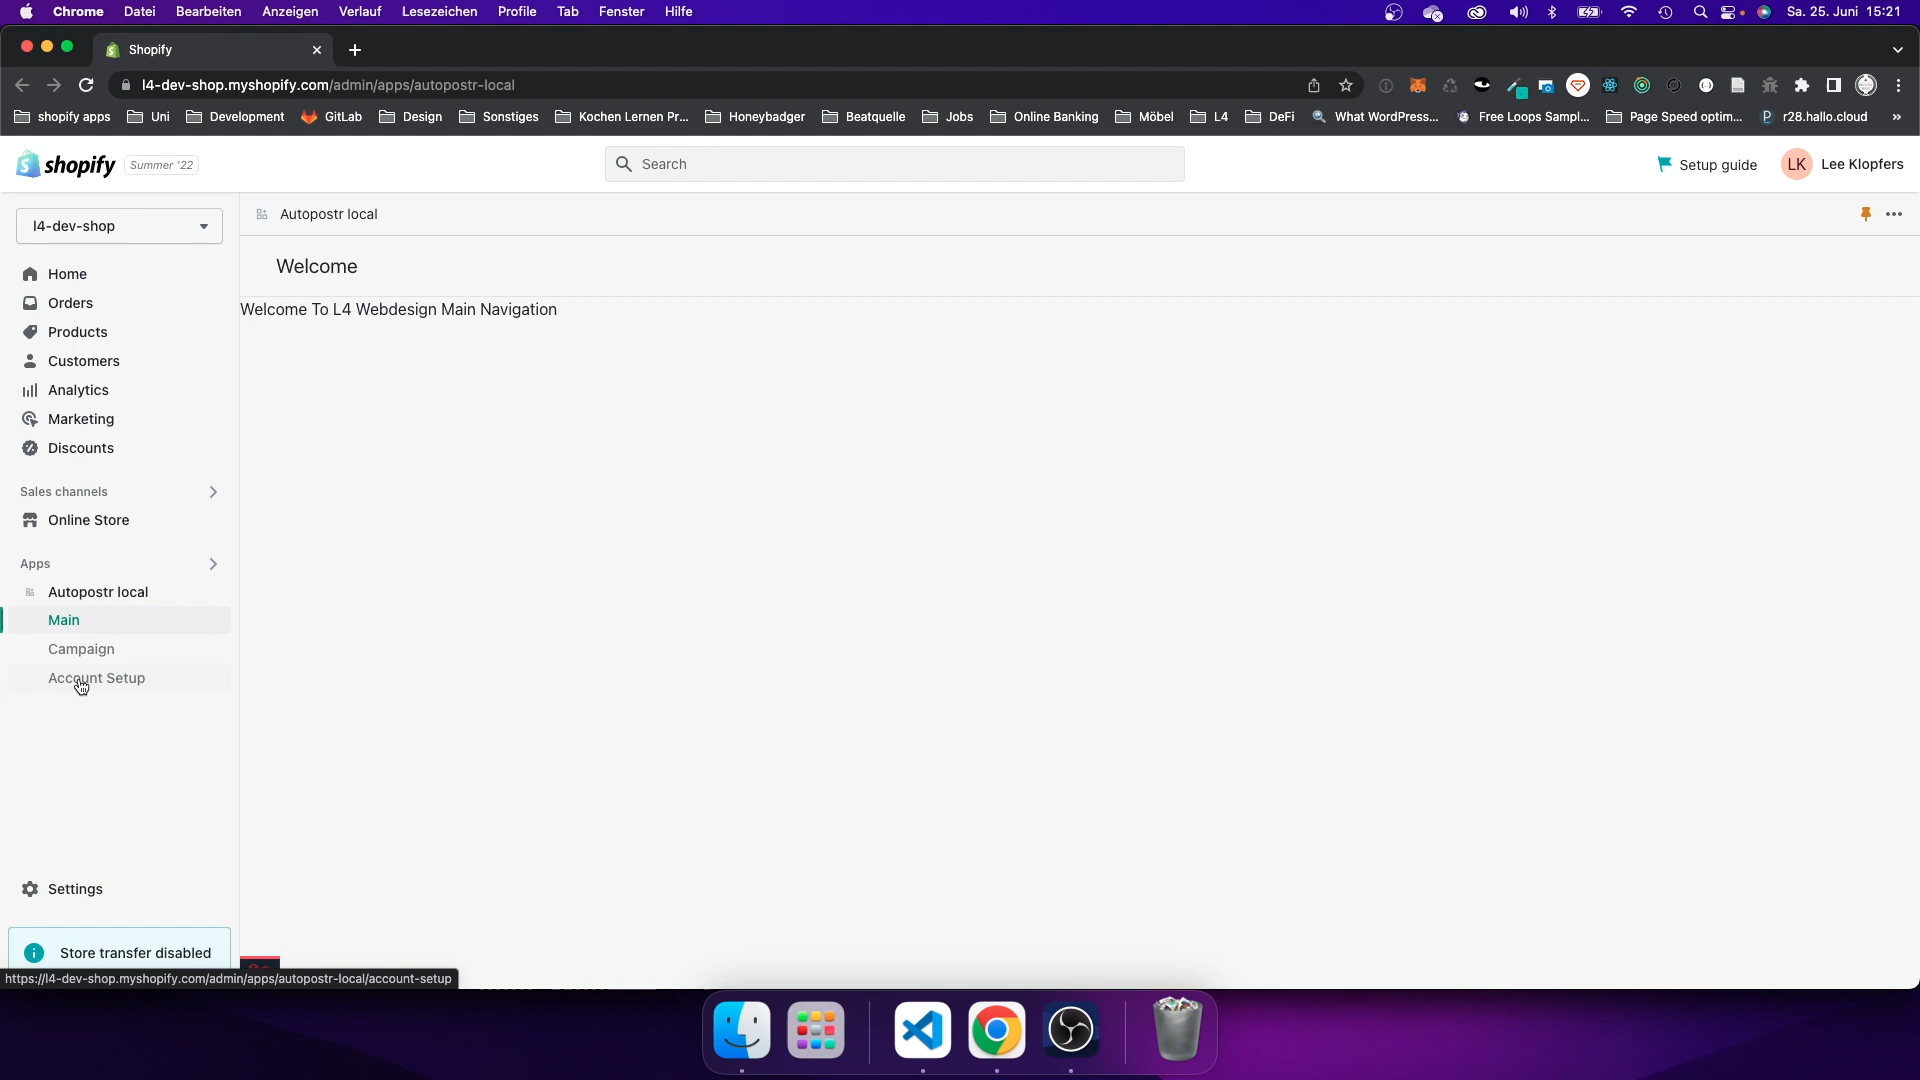 Chrome Datei Bearbeiten Anzeigen Verlauf Lesezeichen Profile Tab Fenster Hilfe Sa. 25. Juni 15:21
Shopify
l4-dev-shop.myshopify.com/admin/apps/autopostr-local
shopify apps Uni Development GitLab Design Sonstiges Kochen Lernen Pr... Honeybadger Beatquelle Jobs Online Banking Möbel L4 DeFi What WordPress... Free Loops Sampl... Page Speed optim... r28.hallo.cloud »
shopify Summer '22 Search Setup guide LK Lee Klopfers
l4-dev-shop
Autopostr local
Welcome
Welcome To L4 Webdesign Main Navigation
Home
Orders
Products
Customers
Analytics
Marketing
Discounts
Sales channels
Online Store
Apps
Autopostr local
Main
Campaign
Account Setup
Settings
Store transfer disabled
https://l4-dev-shop.myshopify.com/admin/apps/autopostr-local/account-setup